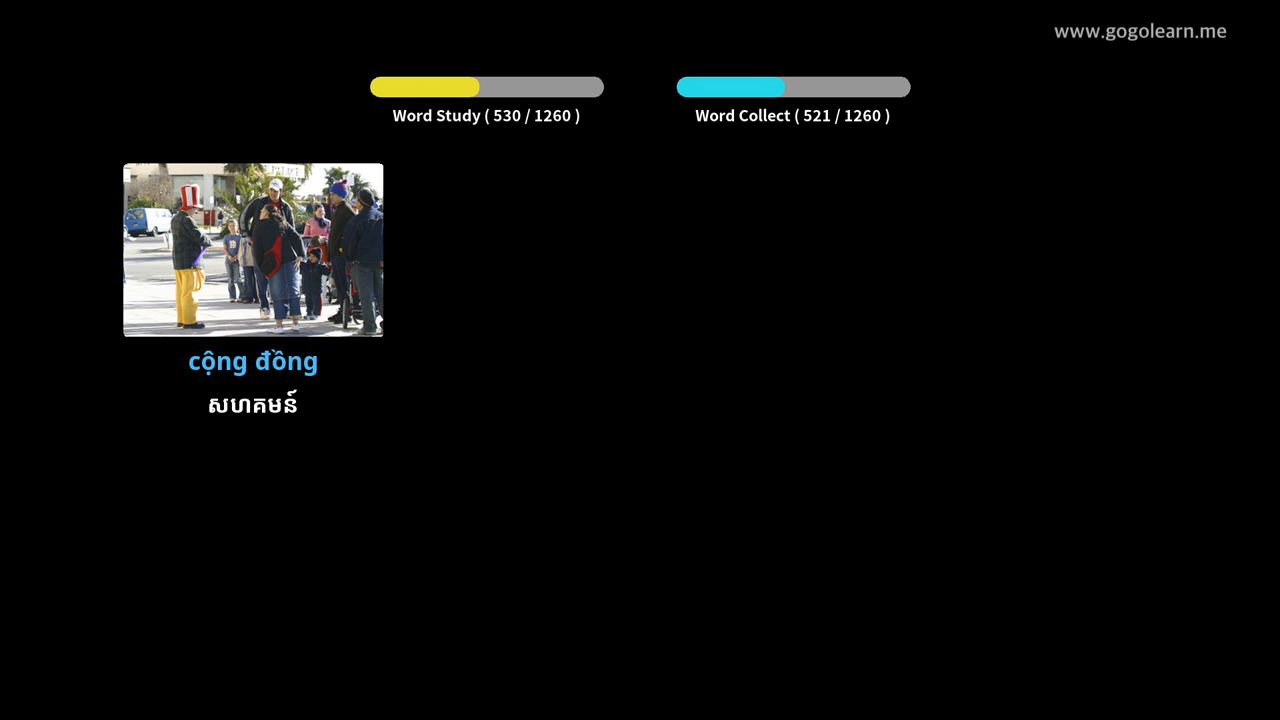 www.gogolearn.me
Word Study ( 530 / 1260 )
Word Collect ( 521 / 1260 )
cộng đồng
សហគមន៍